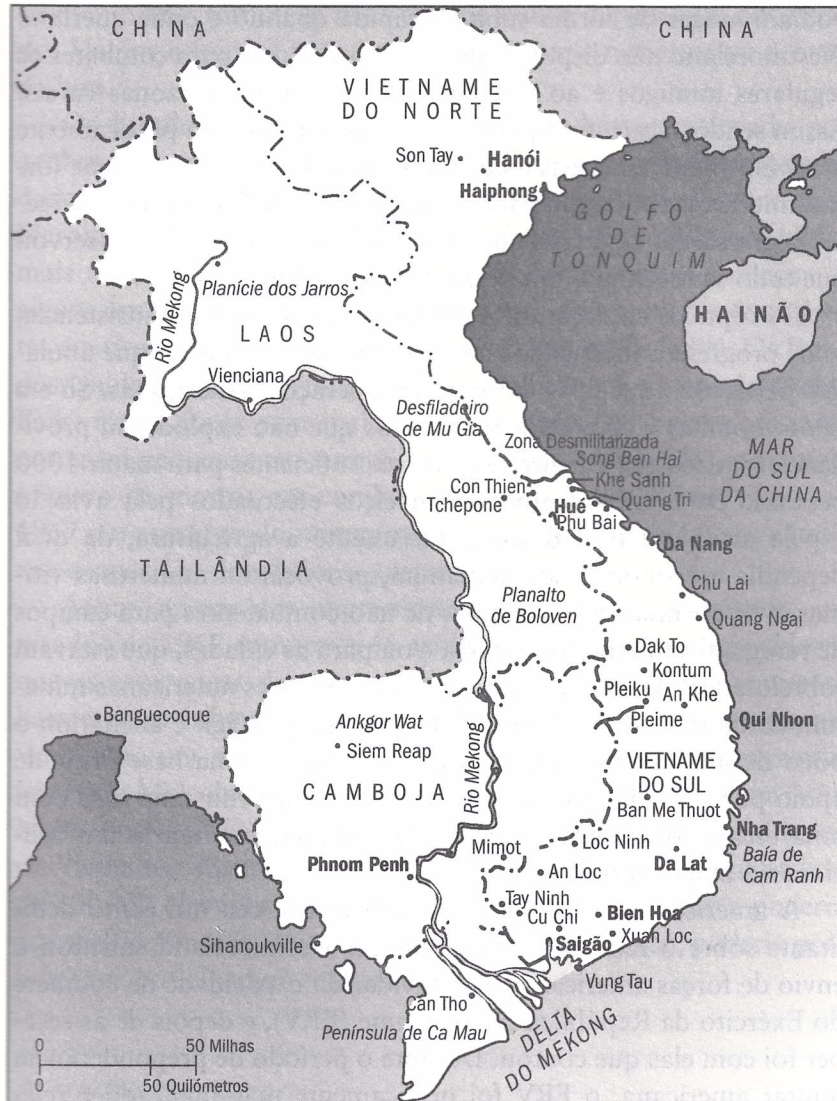 CHINA
CHINA
VIETNAME
DO NORTE
Son Tay
Hanói
Haiphong
GOLFO
DE
TONQUIM
HAINÃO
Rio Mekong
Planície dos Jarros
LAOS
Vienciana
Desfiladeiro
de Mu Gia
Zona Desmilitarizada
Song Ben Hai
Khe Sanh
Quang Tri
MAR
DO SUL
DA CHINA
Con Thien
Tchepone
Hué
Phu Bai
Da Nang
TAILÂNDIA
Chu Lai
Planalto
de Boloven
Quang Ngai
Dak To
Kontum
Pleiku
An Khe
Pleime
Qui Nhon
Banguecoque
Ankgor Wat
Siem Reap
CAMBOJA
Rio Mekong
VIETNAME
DO SUL
Ban Me Thuot
Nha Trang
Baía de
Cam Ranh
Phnom Penh
Mimot
Loc Ninh
Da Lat
An Loc
Tay Ninh
Cu Chi
Bien Hoa
Saigão
Xuan Loc
Sihanoukville
Vung Tau
Can Tho
Península de Ca Mau
DELTA
DO MEKONG
0 50 Milhas
0 50 Quilómetros